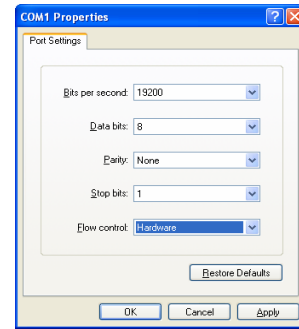 COM1 Properties
Port Settings
Bits per second: 19200
Data bits: 8
Parity: None
Stop bits: 1
Flow control: Hardware
Restore Defaults
OK Cancel Apply